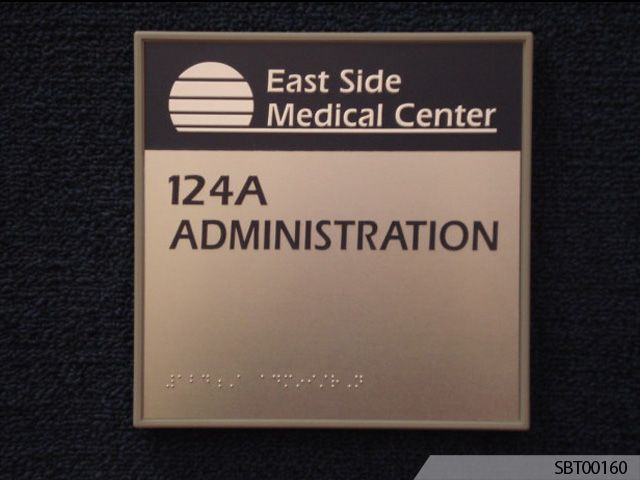 East Side
Medical Center
124A
ADMINISTRATION
SBT00160